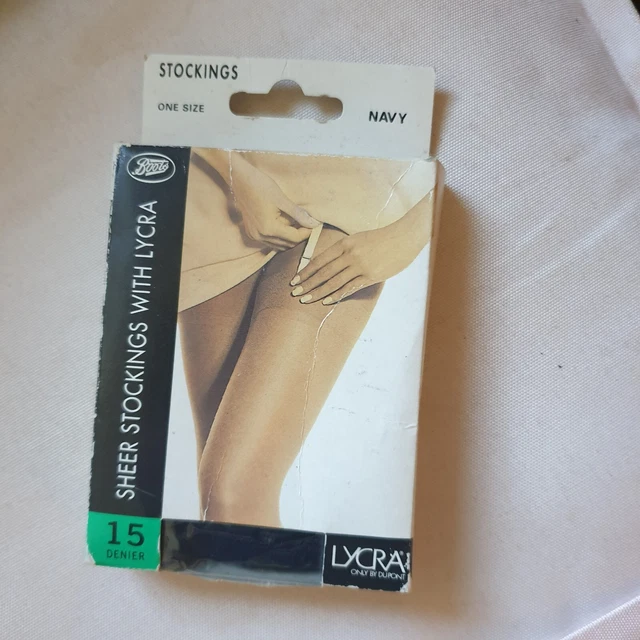 STOCKINGS
ONE SIZE
NAVY
Boots
SHEER STOCKINGS WITH LYCRA
15
DENIER
LYCRA®
ONLY BY DUPONT